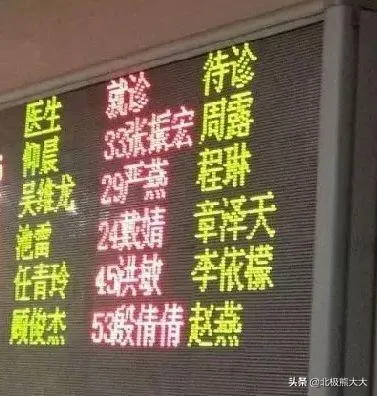 医生 就诊 待诊
仰晨 33张振宏 周露
吴维尤 29严燕 程琳
池雷 24戴婧 章泽天
任青玲 45洪敏 李依檬
顾俊杰 53殷倩倩 赵燕
头条 @北极熊大大